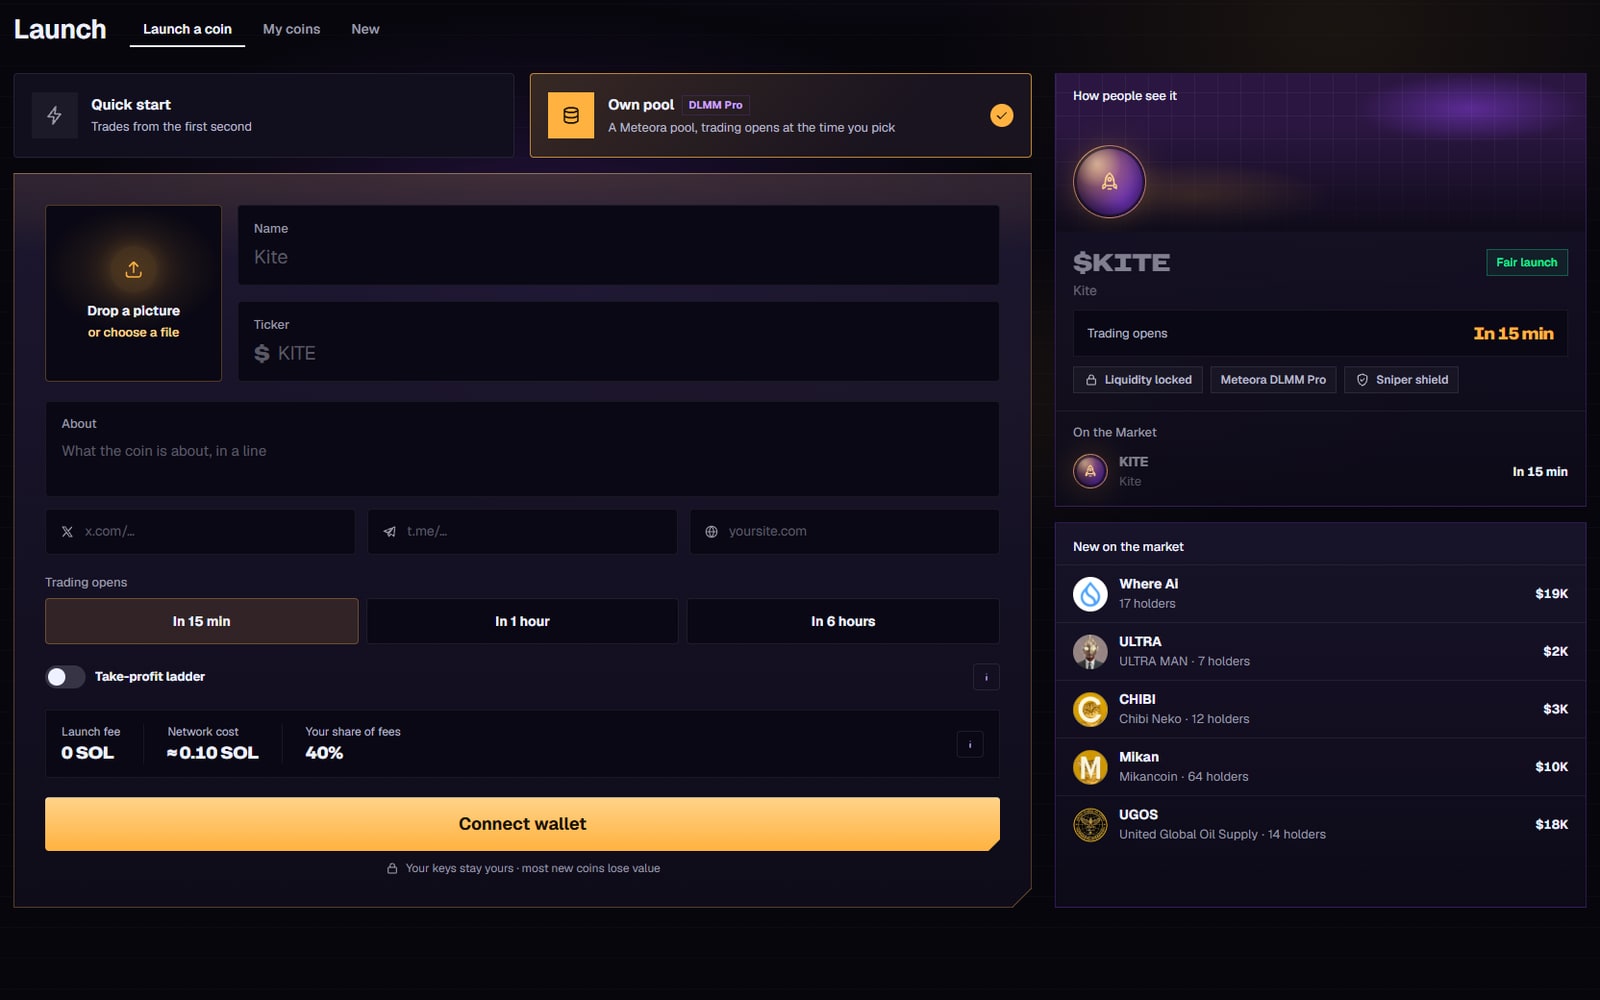 Launch
Launch a coin
My coins
New
Quick start
Trades from the first second
Own pool
DLMM Pro
A Meteora pool, trading opens at the time you pick
Drop a picture
or choose a file
Name
Kite
Ticker
$ KITE
About
What the coin is about, in a line
x.com/...
t.me/...
yoursite.com
Trading opens
In 15 min
In 1 hour
In 6 hours
Take-profit ladder
i
Launch fee
0 SOL
Network cost
≈0.10 SOL
Your share of fees
40%
i
Connect wallet
Your keys stay yours · most new coins lose value
How people see it
$KITE
Fair launch
Kite
Trading opens
In 15 min
Liquidity locked
Meteora DLMM Pro
Sniper shield
On the Market
KITE
Kite
In 15 min
New on the market
Where Ai
17 holders
$19K
ULTRA
ULTRA MAN · 7 holders
$2K
CHIBI
Chibi Neko · 12 holders
$3K
Mikan
Mikancoin · 64 holders
$10K
UGOS
United Global Oil Supply · 14 holders
$18K